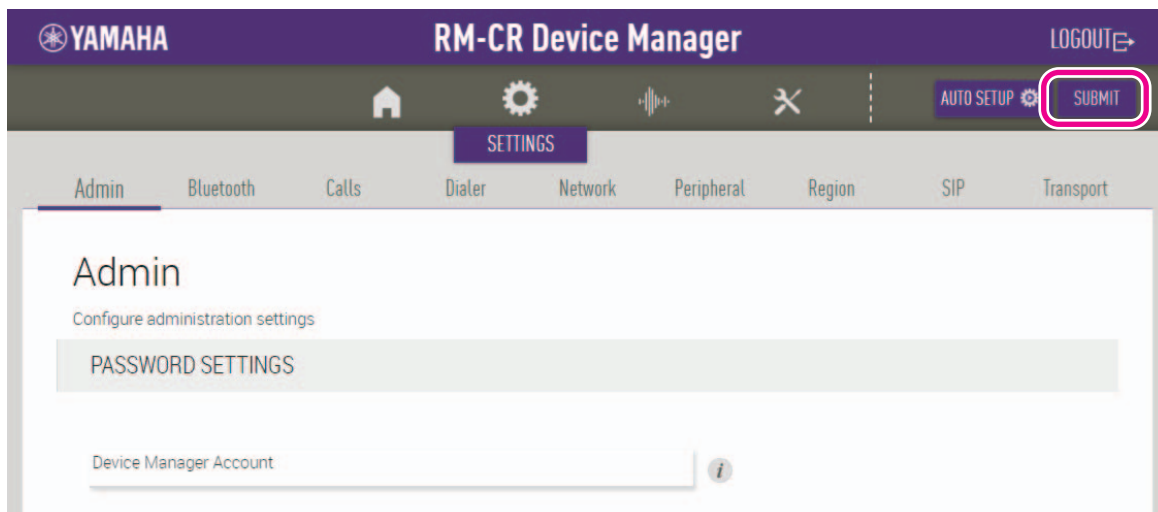 YAMAHA RM-CR Device Manager LOGOUT
AUTO SETUP SUBMIT
SETTINGS
Admin Bluetooth Calls Dialer Network Peripheral Region SIP Transport
Admin
Configure administration settings
PASSWORD SETTINGS
Device Manager Account i